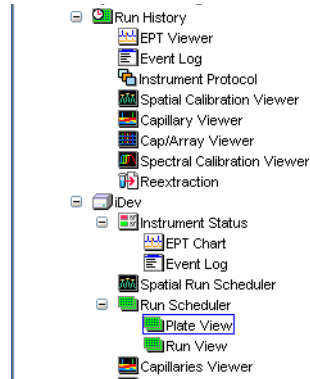 Run History
EPT Viewer
Event Log
Instrument Protocol
Spatial Calibration Viewer
Capillary Viewer
Cap/Array Viewer
Spectral Calibration Viewer
Reextraction
iDev
Instrument Status
EPT Chart
Event Log
Spatial Run Scheduler
Run Scheduler
Plate View
Run View
Capillaries Viewer